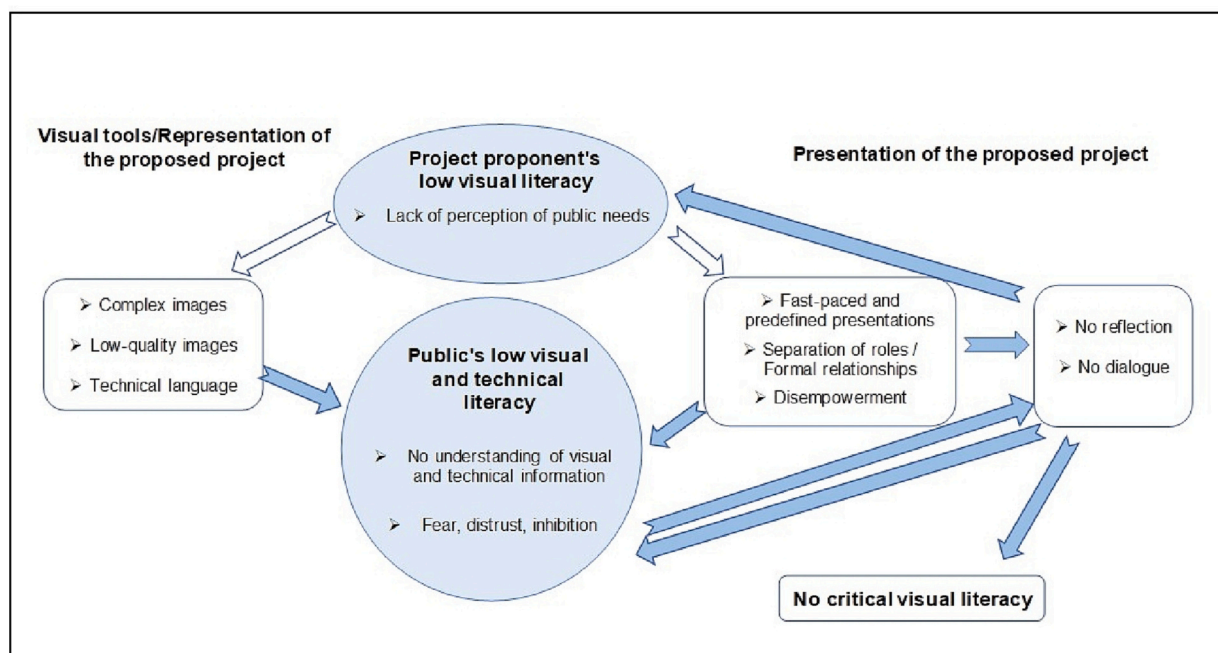 Visual tools/Representation of
the proposed project
Project proponent's
low visual literacy
➢ Lack of perception of public needs
Presentation of the proposed project
➢ Complex images
➢ Low-quality images
➢ Technical language
Public's low visual
and technical
literacy
➢ No understanding of visual
and technical information
➢ Fear, distrust, inhibition
➢ Fast-paced and
predefined presentations
➢ Separation of roles /
Formal relationships
➢ Disempowerment
➢ No reflection
➢ No dialogue
No critical visual literacy